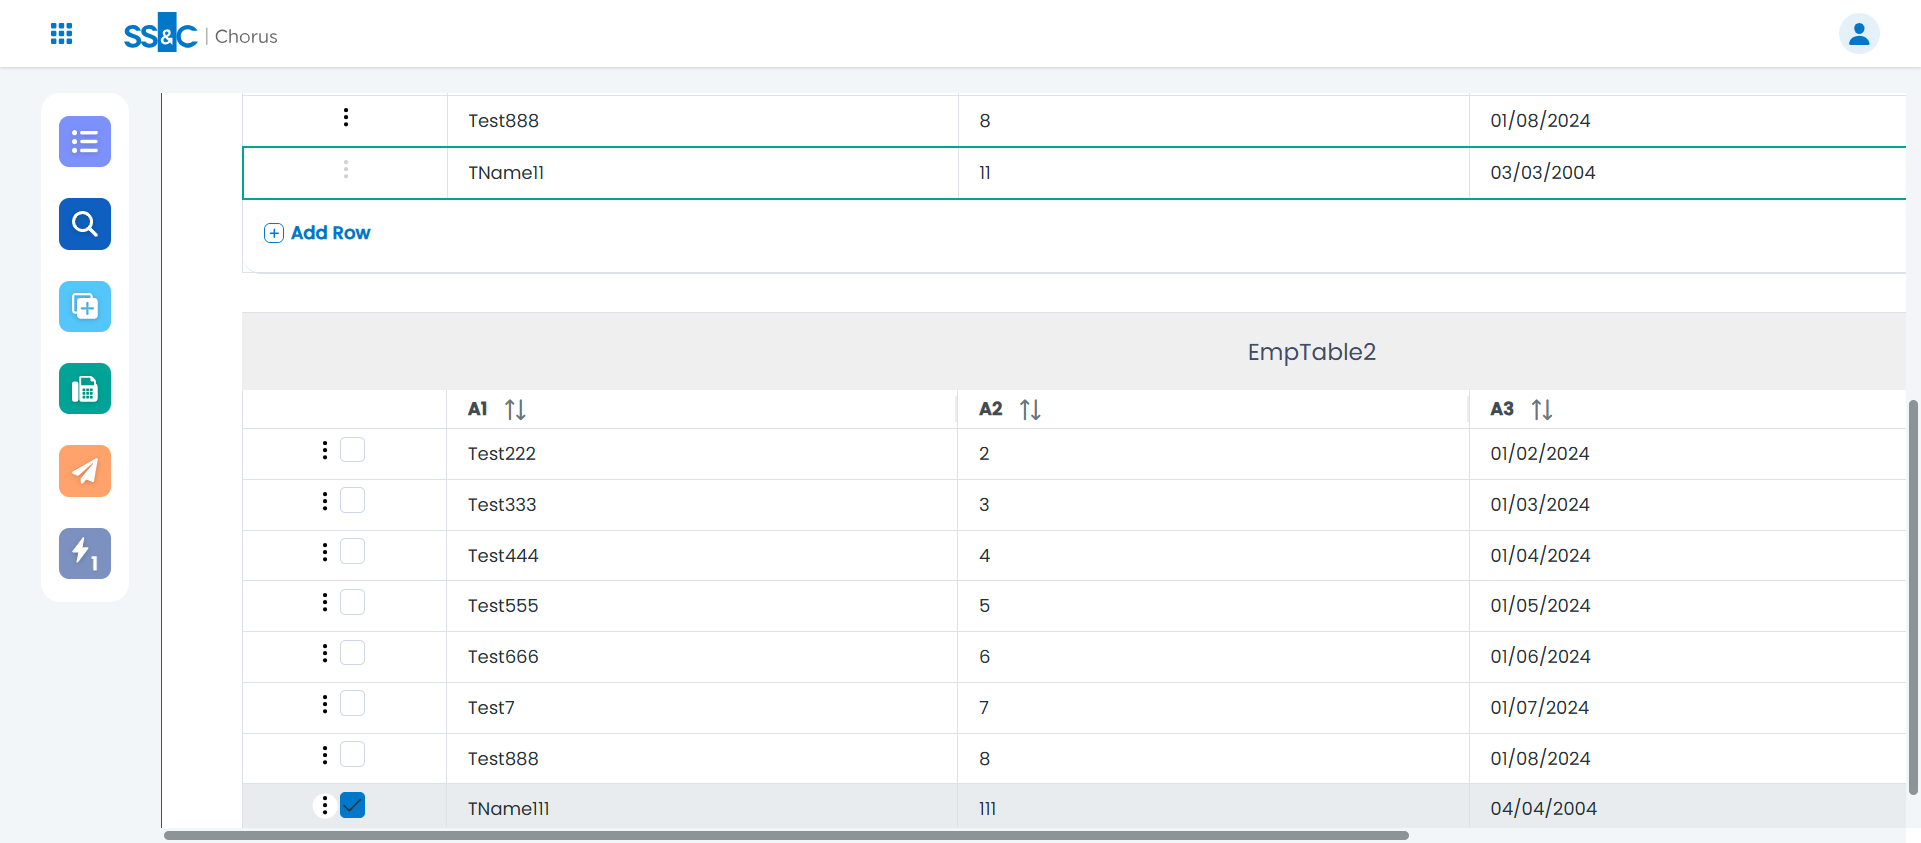 SS&C | Chorus
Test888 8 01/08/2024
TName11 11 03/03/2004
Add Row
EmpTable2
A1 A2 A3
Test222 2 01/02/2024
Test333 3 01/03/2024
Test444 4 01/04/2024
Test555 5 01/05/2024
Test666 6 01/06/2024
Test7 7 01/07/2024
Test888 8 01/08/2024
TName111 111 04/04/2004
1